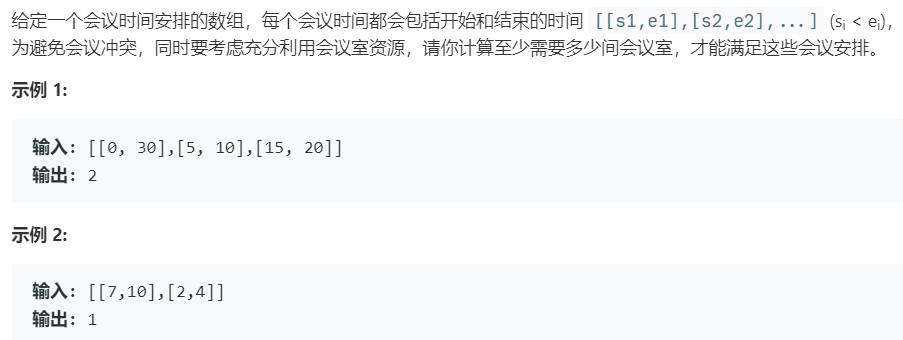 给定一个会议时间安排的数组，每个会议时间都会包括开始和结束的时间 [[s1,e1],[s2,e2],...] (si < ei)，
为避免会议冲突，同时要考虑充分利用会议室资源，请你计算至少需要多少间会议室，才能满足这些会议安排。
示例 1:
输入: [[0, 30],[5, 10],[15, 20]]
输出: 2
示例 2:
输入: [[7,10],[2,4]]
输出: 1